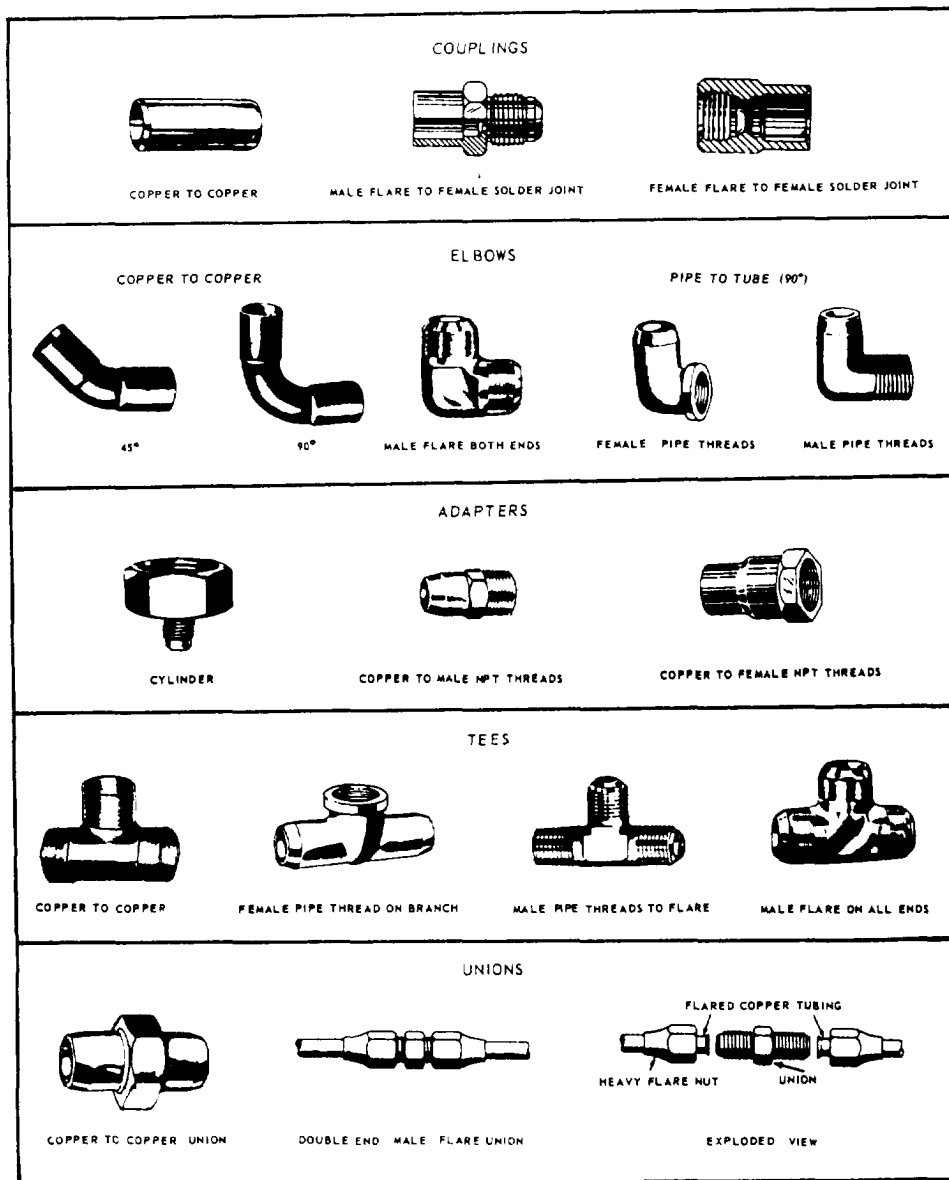 COUPLINGS
COPPER TO COPPER
MALE FLARE TO FEMALE SOLDER JOINT
FEMALE FLARE TO FEMALE SOLDER JOINT
ELBOWS
COPPER TO COPPER
PIPE TO TUBE (90°)
45°
90°
MALE FLARE BOTH ENDS
FEMALE PIPE THREADS
MALE PIPE THREADS
ADAPTERS
CYLINDER
COPPER TO MALE NPT THREADS
COPPER TO FEMALE NPT THREADS
TEES
COPPER TO COPPER
FEMALE PIPE THREAD ON BRANCH
MALE PIPE THREADS TO FLARE
MALE FLARE ON ALL ENDS
UNIONS
FLARED COPPER TUBING
HEAVY FLARE NUT
UNION
COPPER TO COPPER UNION
DOUBLE END MALE FLARE UNION
EXPLODED VIEW